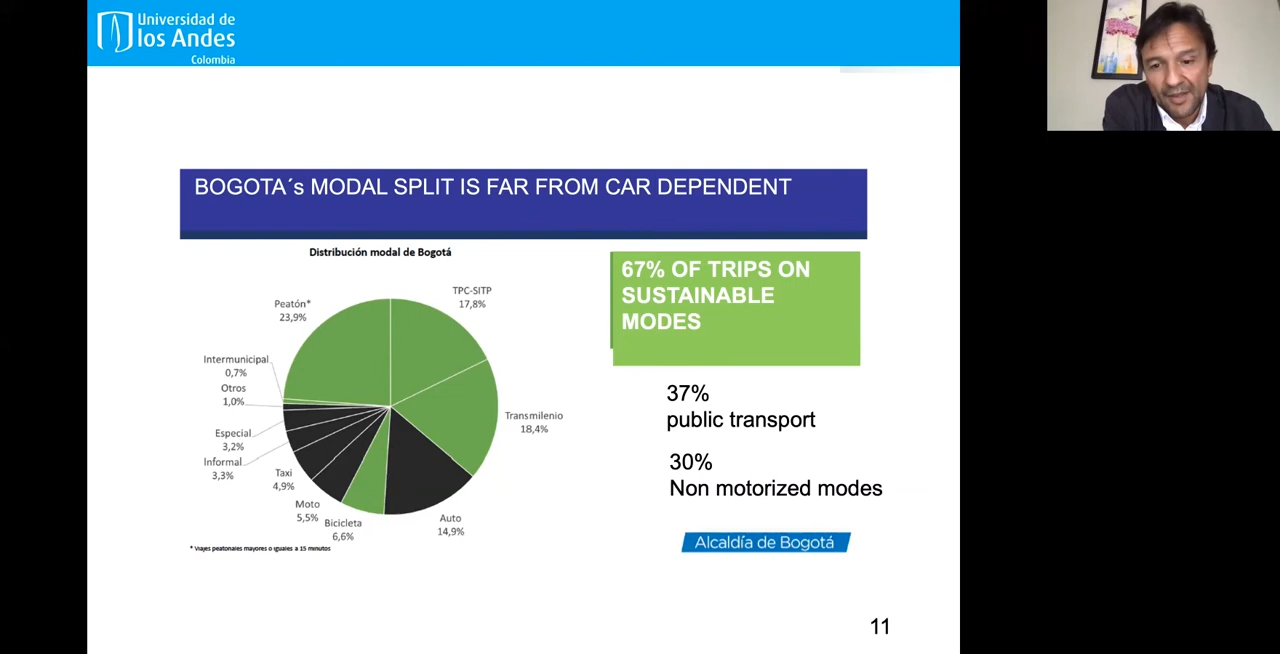 Universidad de
los Andes
Colombia
BOGOTA´s MODAL SPLIT IS FAR FROM CAR DEPENDENT
Distribución modal de Bogotá
TPC-SITP
17,8%
Peatón*
23,9%
Intermunicipal
0,7%
Otros
1,0%
Transmilenio
18,4%
Especial
3,2%
Informal
3,3%
Taxi
4,9%
Moto
5,5%
Bicicleta
6,6%
Auto
14,9%
* Viajes peatonales mayores o iguales a 15 minutos
67% OF TRIPS ON
SUSTAINABLE
MODES
37%
public transport
30%
Non motorized modes
Alcaldía de Bogotá
11